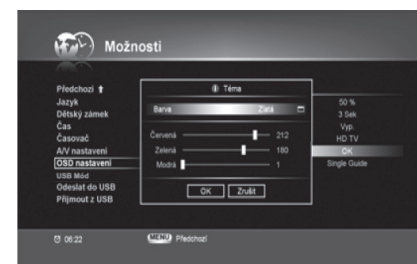 Možnosti
Předchozí ⬆
Jazyk
Dětský zámek
Čas
Časovač
A/V nastavení
OSD nastavení
USB Mód
Odeslat do USB
Přijmout z USB
Téma
Barva Zlatá
Červená 212
Zelená 180
Modrá 1
OK Zrušit
50 %
3 Sek
Vyp.
HD TV
OK
Single Guide
06:22 MENU Předchozí